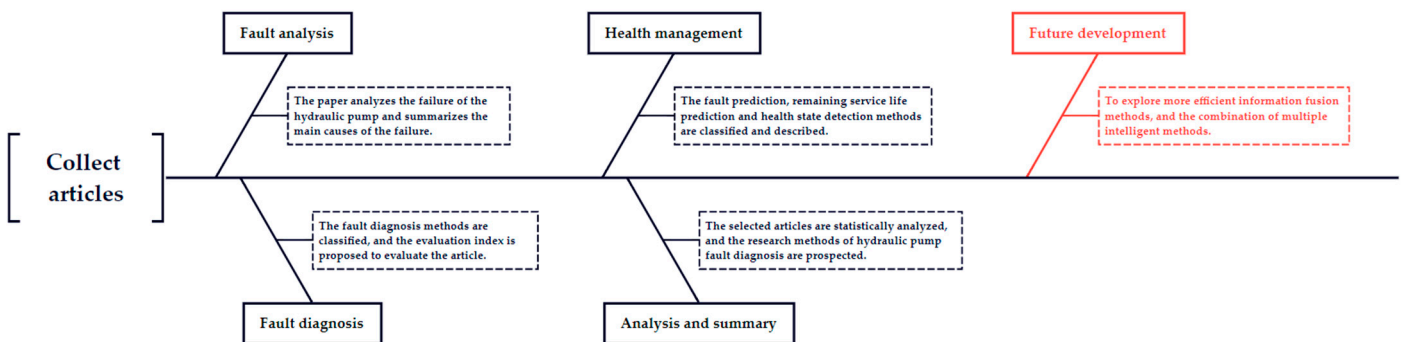 Collect
articles
Fault analysis
The paper analyzes the failure of the
hydraulic pump and summarizes the
main causes of the failure.
Fault diagnosis
The fault diagnosis methods are
classified, and the evaluation index is
proposed to evaluate the article.
Health management
The fault prediction, remaining service life
prediction and health state detection methods
are classified and described.
Analysis and summary
The selected articles are statistically analyzed,
and the research methods of hydraulic pump
fault diagnosis are prospected.
Future development
To explore more efficient information fusion
methods, and the combination of multiple
intelligent methods.